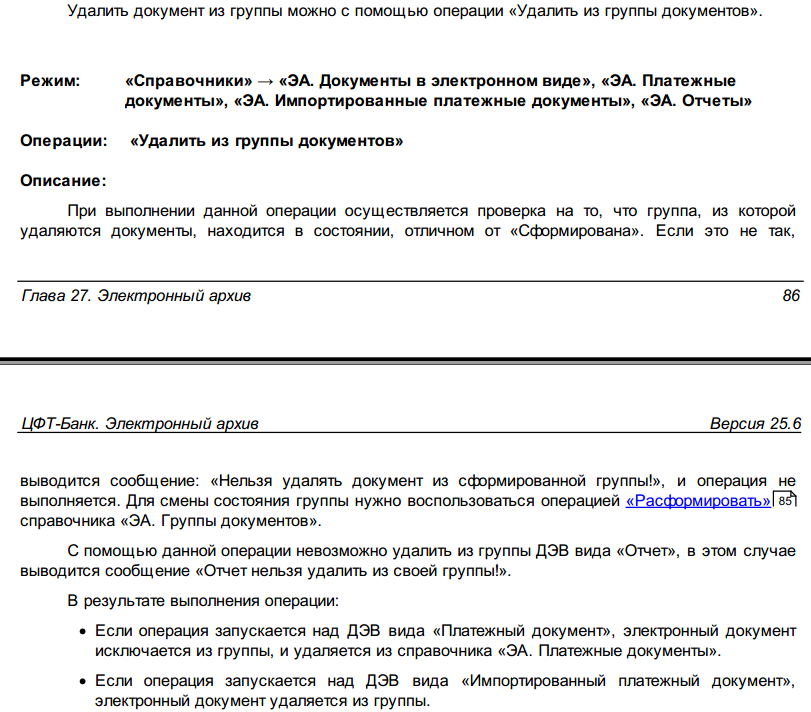 Удалить документ из группы можно с помощью операции «Удалить из группы документов».
Режим: «Справочники» → «ЭА. Документы в электронном виде», «ЭА. Платежные
документы», «ЭА. Импортированные платежные документы», «ЭА. Отчеты»
Операции: «Удалить из группы документов»
Описание:
При выполнении данной операции осуществляется проверка на то, что группа, из которой
удаляются документы, находится в состоянии, отличном от «Сформирована». Если это не так,
Глава 27. Электронный архив 86
ЦФТ-Банк. Электронный архив Версия 25.6
выводится сообщение: «Нельзя удалять документ из сформированной группы!», и операция не
выполняется. Для смены состояния группы нужно воспользоваться операцией «Расформировать» 85
справочника «ЭА. Группы документов».
С помощью данной операции невозможно удалить из группы ДЭВ вида «Отчет», в этом случае
выводится сообщение «Отчет нельзя удалить из своей группы!».
В результате выполнения операции:
• Если операция запускается над ДЭВ вида «Платежный документ», электронный документ
исключается из группы, и удаляется из справочника «ЭА. Платежные документы».
• Если операция запускается над ДЭВ вида «Импортированный платежный документ»,
электронный документ удаляется из группы.